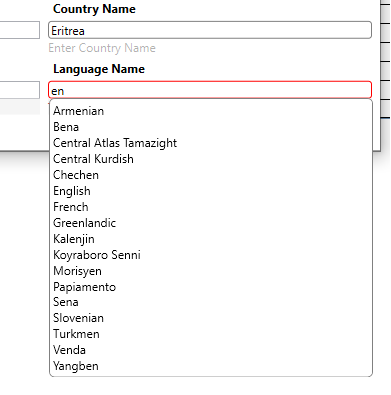 Country Name
Eritrea
Enter Country Name
Language Name
en
Armenian
Bena
Central Atlas Tamazight
Central Kurdish
Chechen
English
French
Greenlandic
Kalenjin
Koyraboro Senni
Morisyen
Papiamento
Sena
Slovenian
Turkmen
Venda
Yangben